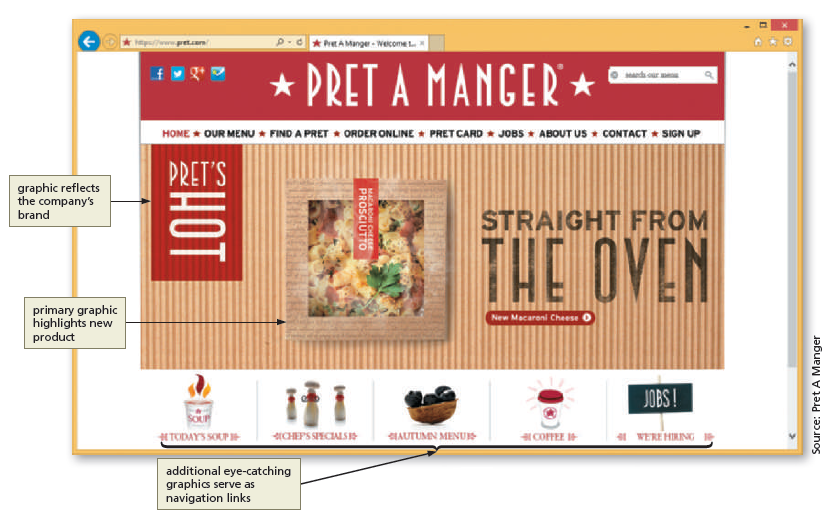 https://www.pret.com/
Pret A Manger - Welcome t...
PRET A MANGER®
search our menu
HOME ★ OUR MENU ★ FIND A PRET ★ ORDER ONLINE ★ PRET CARD ★ JOBS ★ ABOUT US ★ CONTACT ★ SIGN UP
graphic reflects
the company's
brand
PRET'S
HOT
MACARONI CHEESE
PROSCIUTTO
STRAIGHT FROM
THE OVEN
New Macaroni Cheese
primary graphic
highlights new
product
SOUP
JOBS!
TODAY'S SOUP
CHEF'S SPECIALS
AUTUMN MENU
COFFEE
WE'RE HIRING
additional eye-catching
graphics serve as
navigation links
Source: Pret A Manger